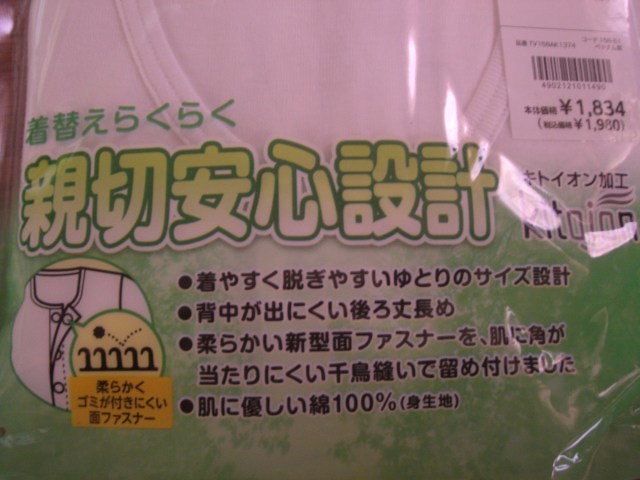 ベトナム製
4902121011490
本体価格 ¥1,834
(税込価格 ¥1,980)
着替えらくらく
親切安心設計
キトイオン加工
kitoion
●着やすく脱ぎやすいゆとりのサイズ設計
●背中が出にくい後ろ丈長め
●柔らかい新型面ファスナーを、肌に角が
当たりにくい千鳥縫いで留め付けました
●肌に優しい綿100%(身生地)
柔らかく
ゴミが付きにくい
面ファスナー